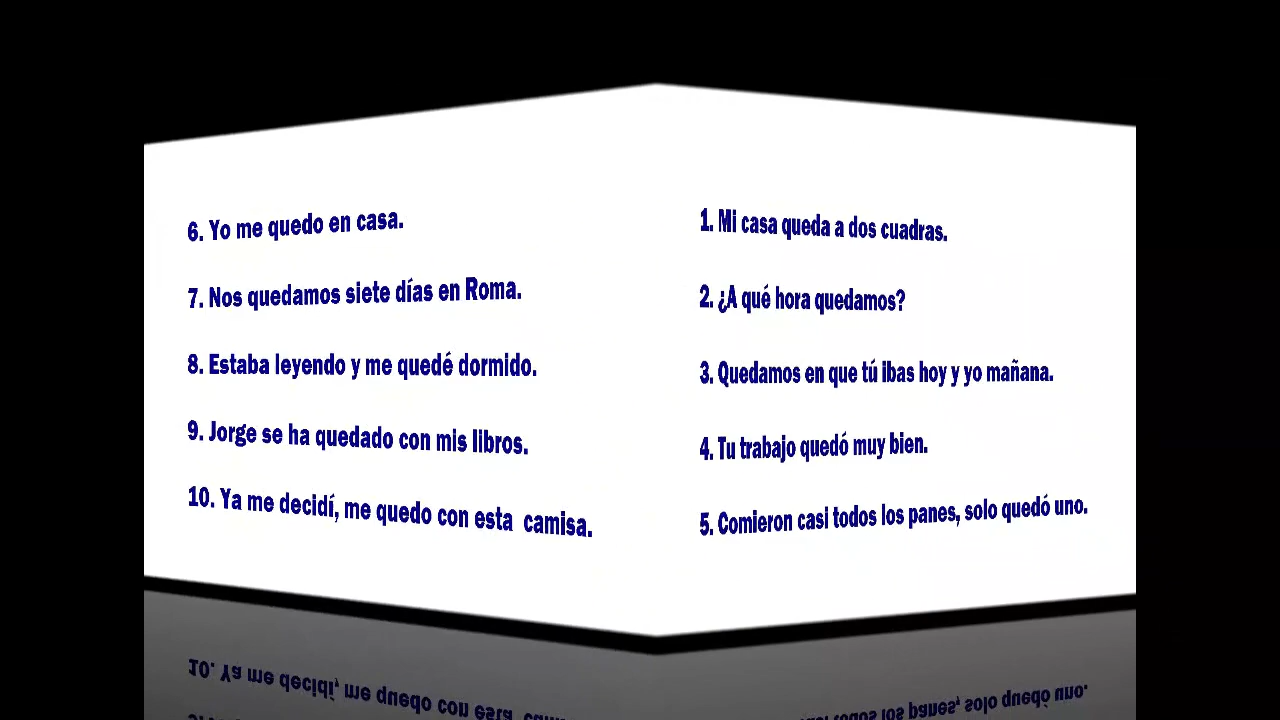 6. Yo me quedo en casa.
7. Nos quedamos siete días en Roma.
8. Estaba leyendo y me quedé dormido.
9. Jorge se ha quedado con mis libros.
10. Ya me decidí, me quedo con esta camisa.
1. Mi casa queda a dos cuadras.
2. ¿A qué hora quedamos?
3. Quedamos en que tú ibas hoy y yo mañana.
4. Tu trabajo quedó muy bien.
5. Comieron casi todos los panes, solo quedó uno.